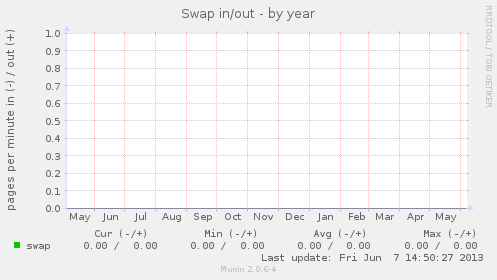 Swap in/out - by year
RRDTOOL / TOBI OETIKER
pages per minute in (-) / out (+)
1.0
0.9
0.8
0.7
0.6
0.5
0.4
0.3
0.2
0.1
0.0
May Jun Jul Aug Sep Oct Nov Dec Jan Feb Mar Apr May
Cur (-/+) Min (-/+) Avg (-/+) Max (-/+)
swap 0.00 / 0.00 0.00 / 0.00 0.00 / 0.00 0.00 / 0.00
Last update: Fri Jun 7 14:50:27 2013
Munin 2.0.6-4